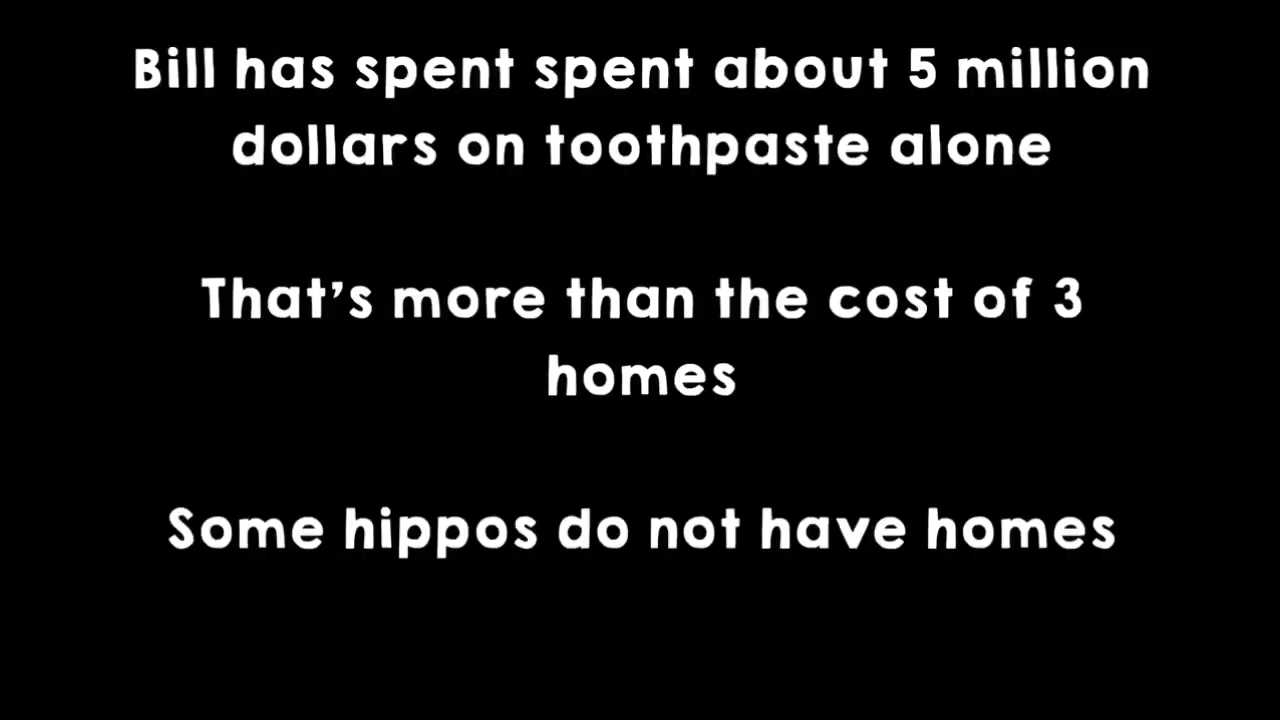 Bill has spent spent about 5 million
dollars on toothpaste alone
That's more than the cost of 3
homes
Some hippos do not have homes